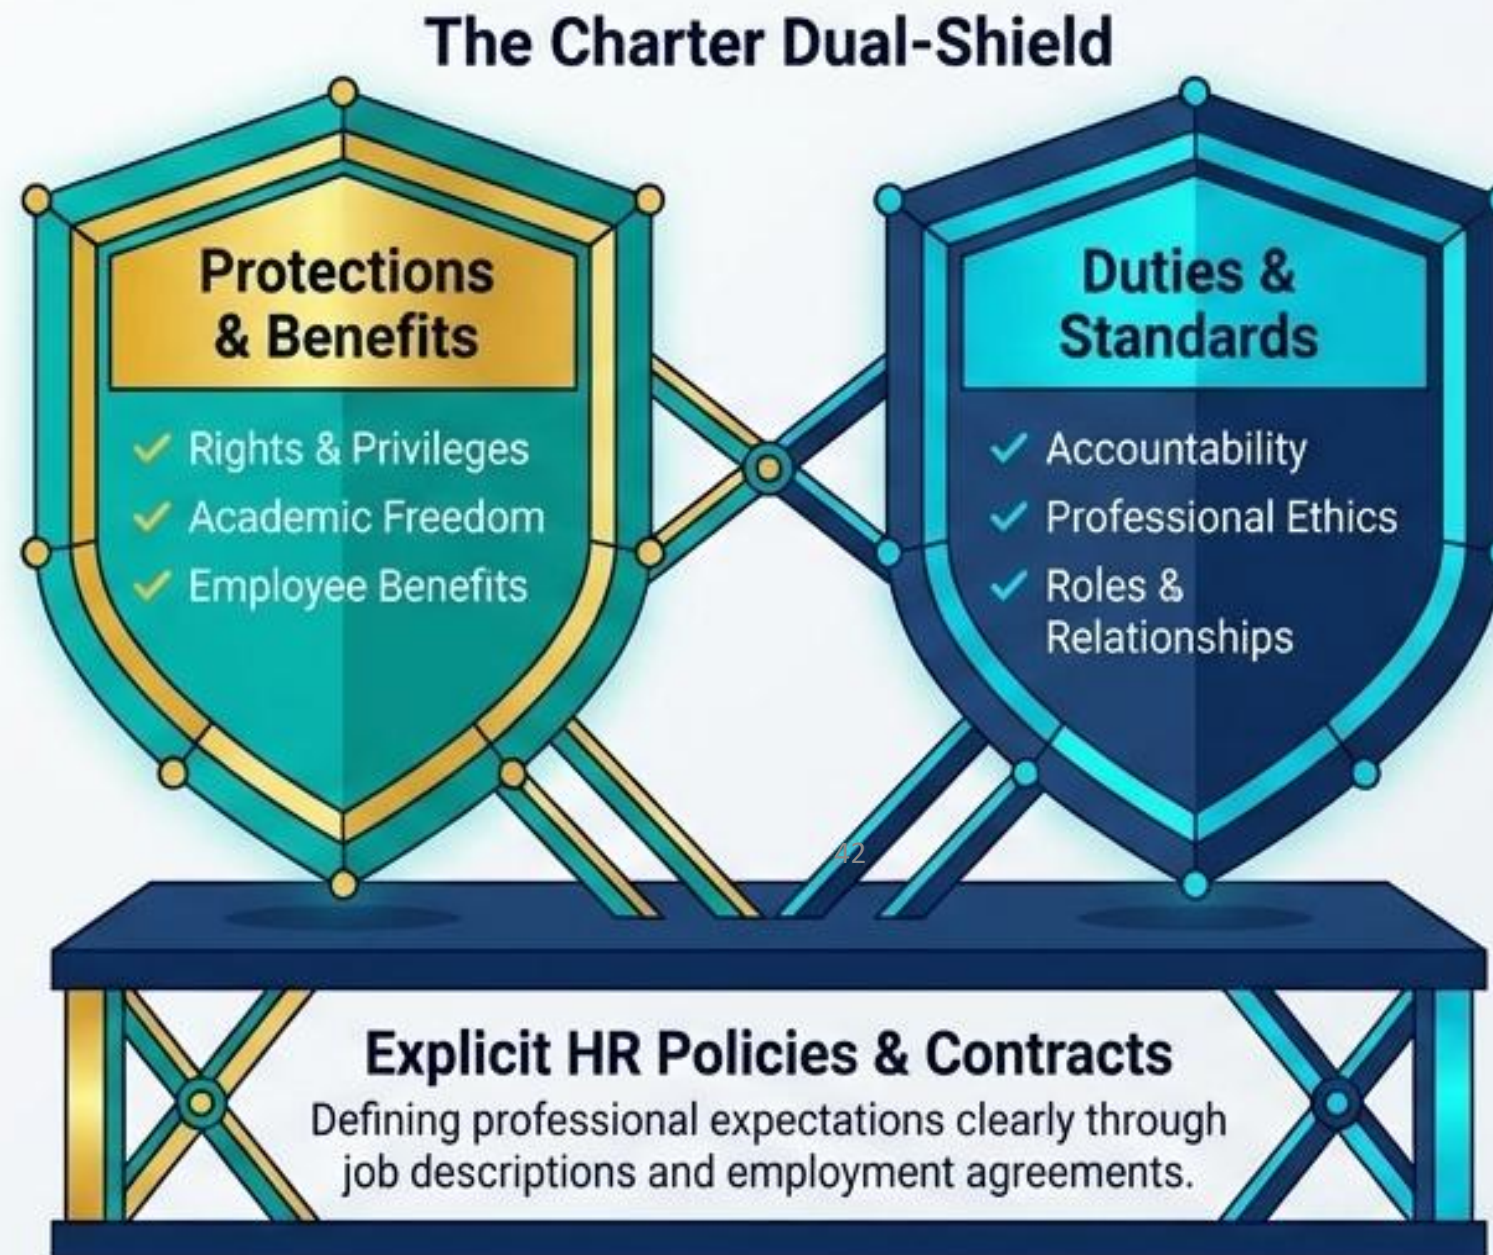 The Charter Dual-Shield
Protections
& Benefits
Rights & Privileges
Academic Freedom
Employee Benefits
Duties &
Standards
Accountability
Professional Ethics
Roles &
Relationships
42
Explicit HR Policies & Contracts
Defining professional expectations clearly through
job descriptions and employment agreements.